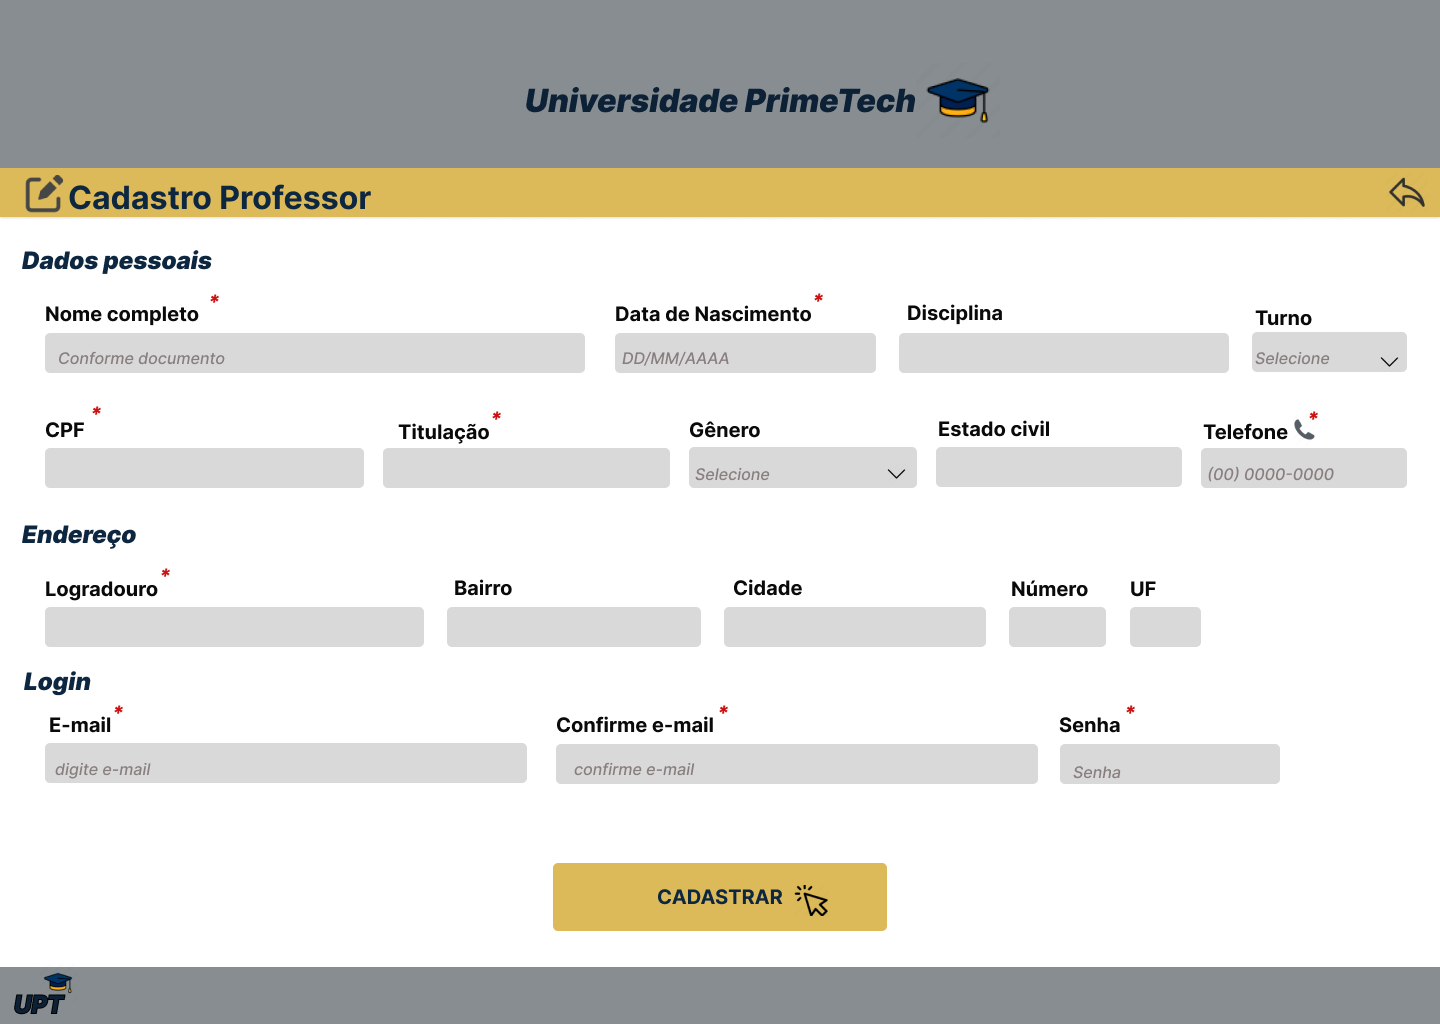 Universidade PrimeTech
Cadastro Professor
Dados pessoais
Nome completo * Data de Nascimento * Disciplina Turno
Conforme documento DD/MM/AAAA Selecione
CPF * Titulação * Gênero Estado civil Telefone *
Selecione (00) 0000-0000
Endereço
Logradouro * Bairro Cidade Número UF
Login
E-mail * Confirme e-mail * Senha *
digite e-mail confirme e-mail Senha
CADASTRAR
UPT